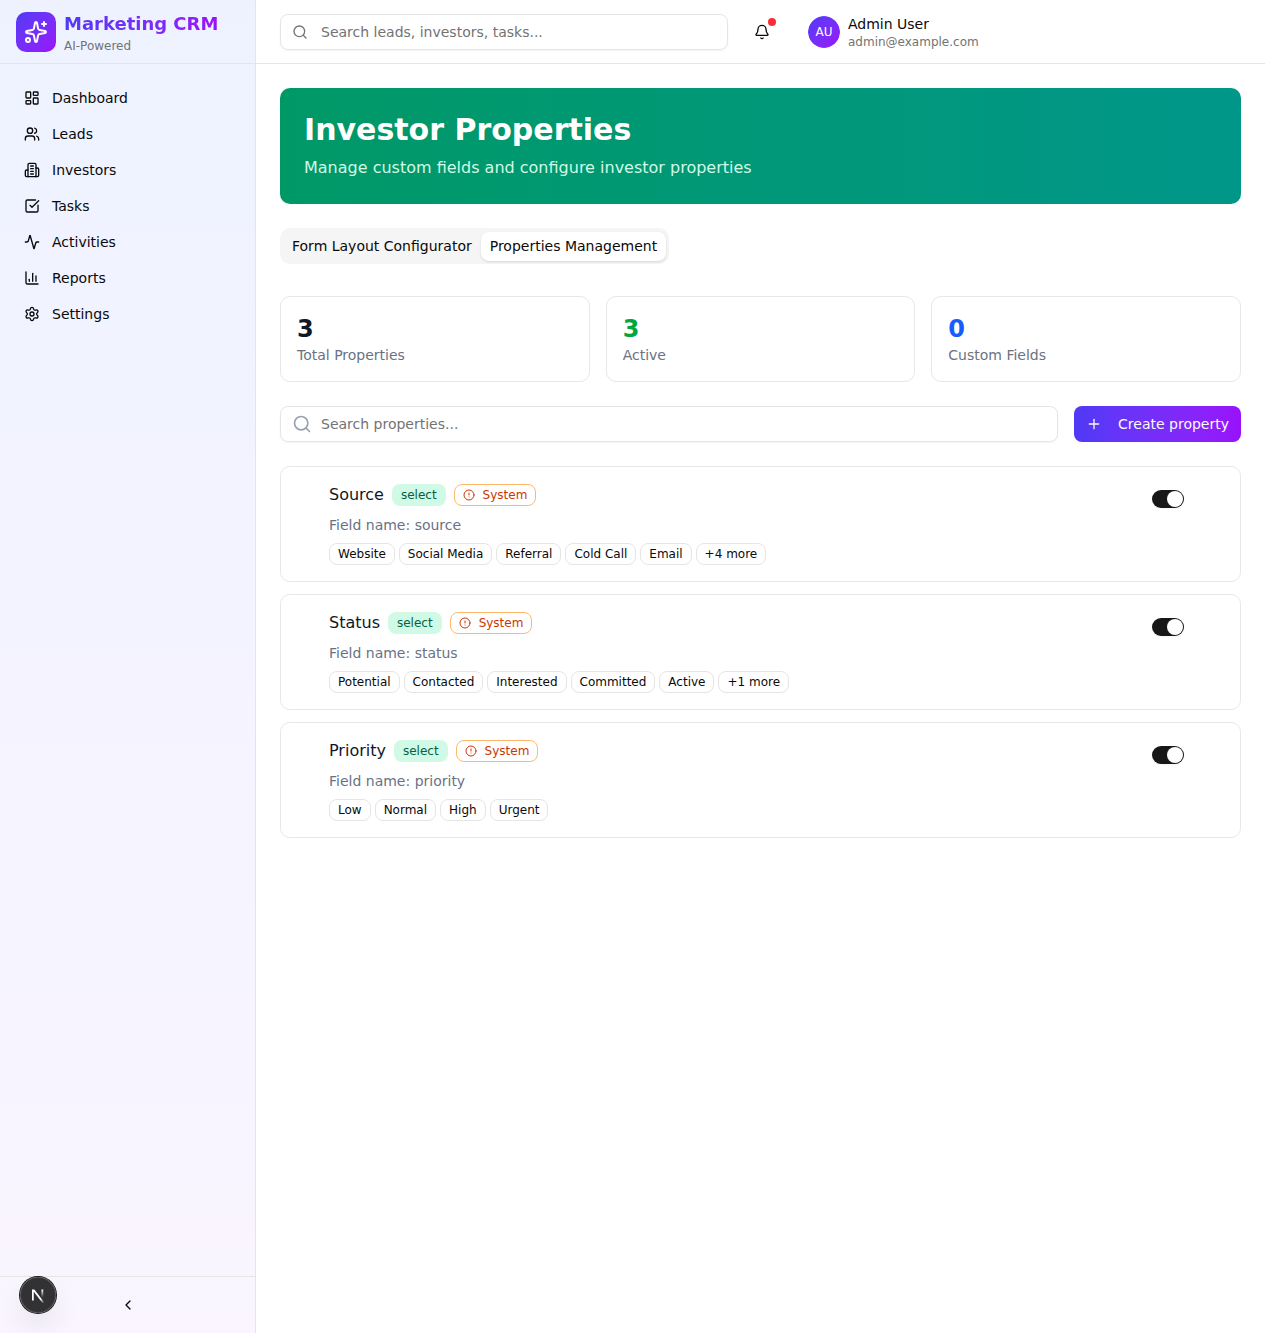 Marketing CRM
AI-Powered
Search leads, investors, tasks...
AU
Admin User
admin@example.com
Dashboard
Leads
Investors
Tasks
Activities
Reports
Settings
Investor Properties
Manage custom fields and configure investor properties
Form Layout Configurator
Properties Management
3
Total Properties
3
Active
0
Custom Fields
Search properties...
Create property
Source select System
Field name: source
Website Social Media Referral Cold Call Email +4 more
Status select System
Field name: status
Potential Contacted Interested Committed Active +1 more
Priority select System
Field name: priority
Low Normal High Urgent
N